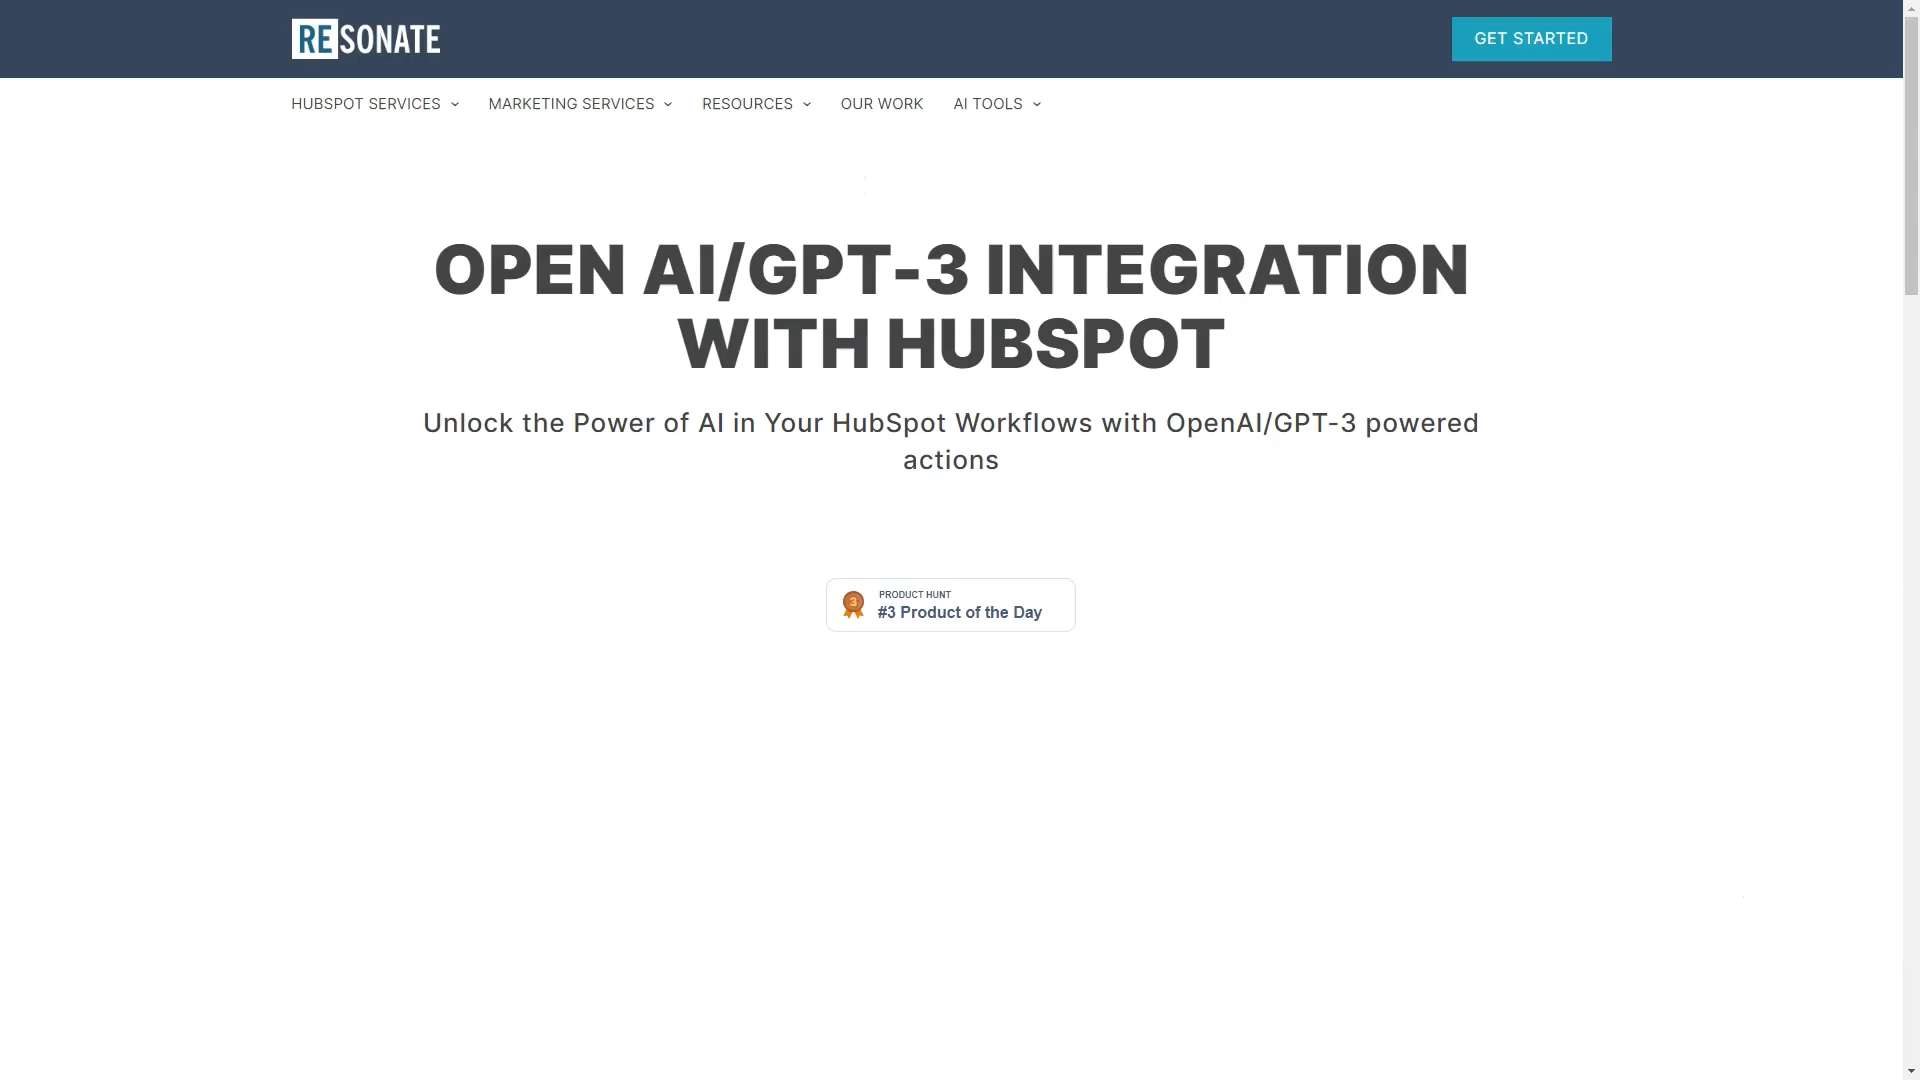 RESONATE
GET STARTED
HUBSPOT SERVICES
MARKETING SERVICES
RESOURCES
OUR WORK
AI TOOLS
OPEN AI/GPT-3 INTEGRATION
WITH HUBSPOT
Unlock the Power of AI in Your HubSpot Workflows with OpenAI/GPT-3 powered
actions
3
PRODUCT HUNT
#3 Product of the Day